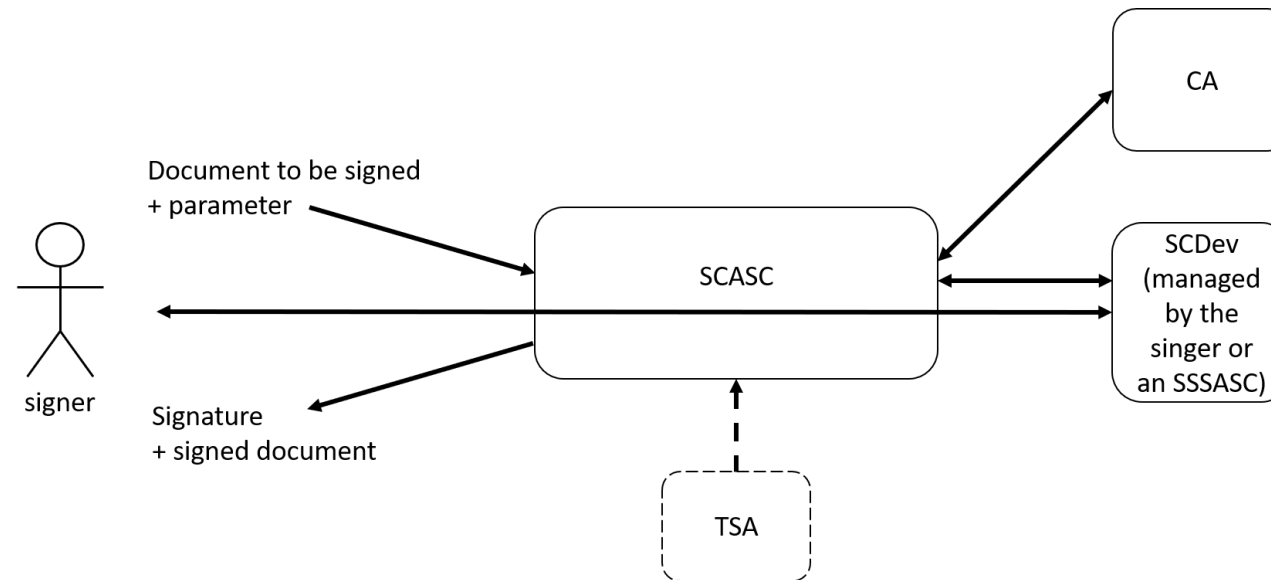 CA
Document to be signed
+ parameter
SCASC
SCDev
(managed
by the
singer or
an SSSASC)
signer
Signature
+ signed document
TSA